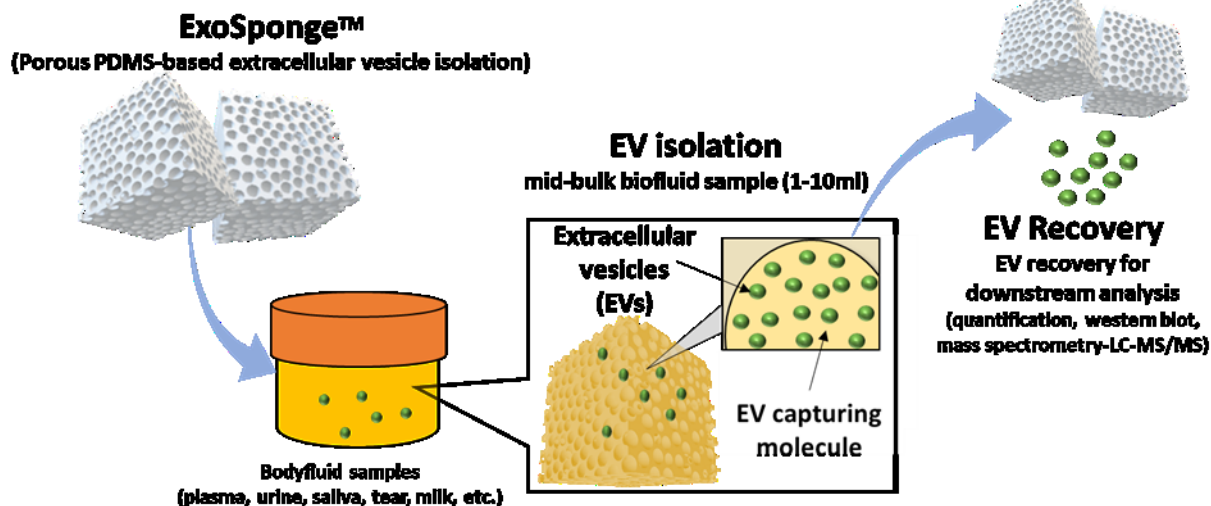 ExoSponge™
(Porous PDMS-based extracellular vesicle isolation)
EV isolation
mid-bulk biofluid sample (1-10ml)
Extracellular
vesicles
(EVs)
EV capturing
molecule
Bodyfluid samples
(plasma, urine, saliva, tear, milk, etc.)
EV Recovery
EV recovery for
downstream analysis
(quantification, western blot,
mass spectrometry-LC-MS/MS)